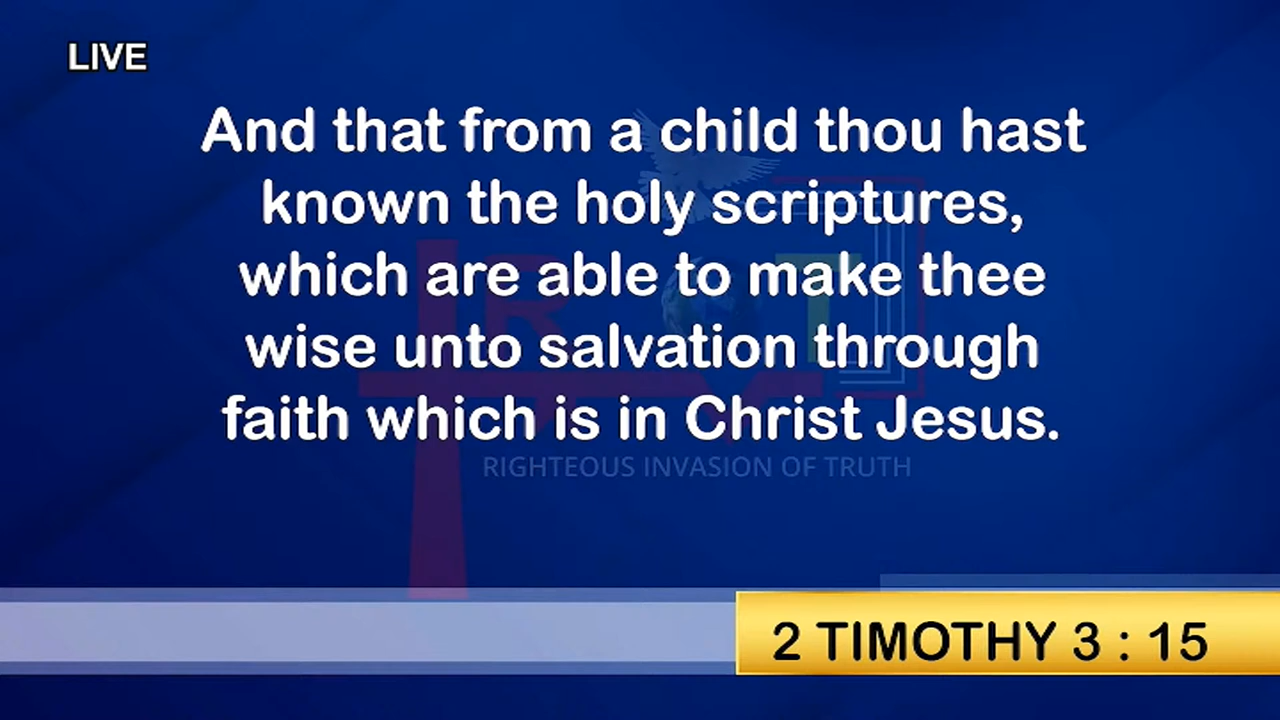 LIVE
And that from a child thou hast
known the holy scriptures,
which are able to make thee
wise unto salvation through
faith which is in Christ Jesus.
RIGHTEOUS INVASION OF TRUTH
2 TIMOTHY 3 : 15